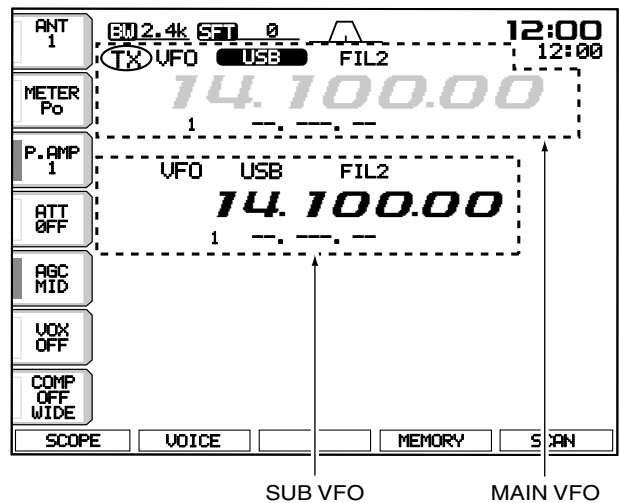 ANT
1
BW 2.4k SFT 0
12:00
12:00
TX VFO USB FIL2
14.100.00
1 --.---.--
METER
Po
P.AMP
1
VFO USB FIL2
14.100.00
1 --.---.--
ATT
OFF
AGC
MID
VOX
OFF
COMP
OFF
WIDE
SCOPE VOICE MEMORY SCAN
SUB VFO MAIN VFO